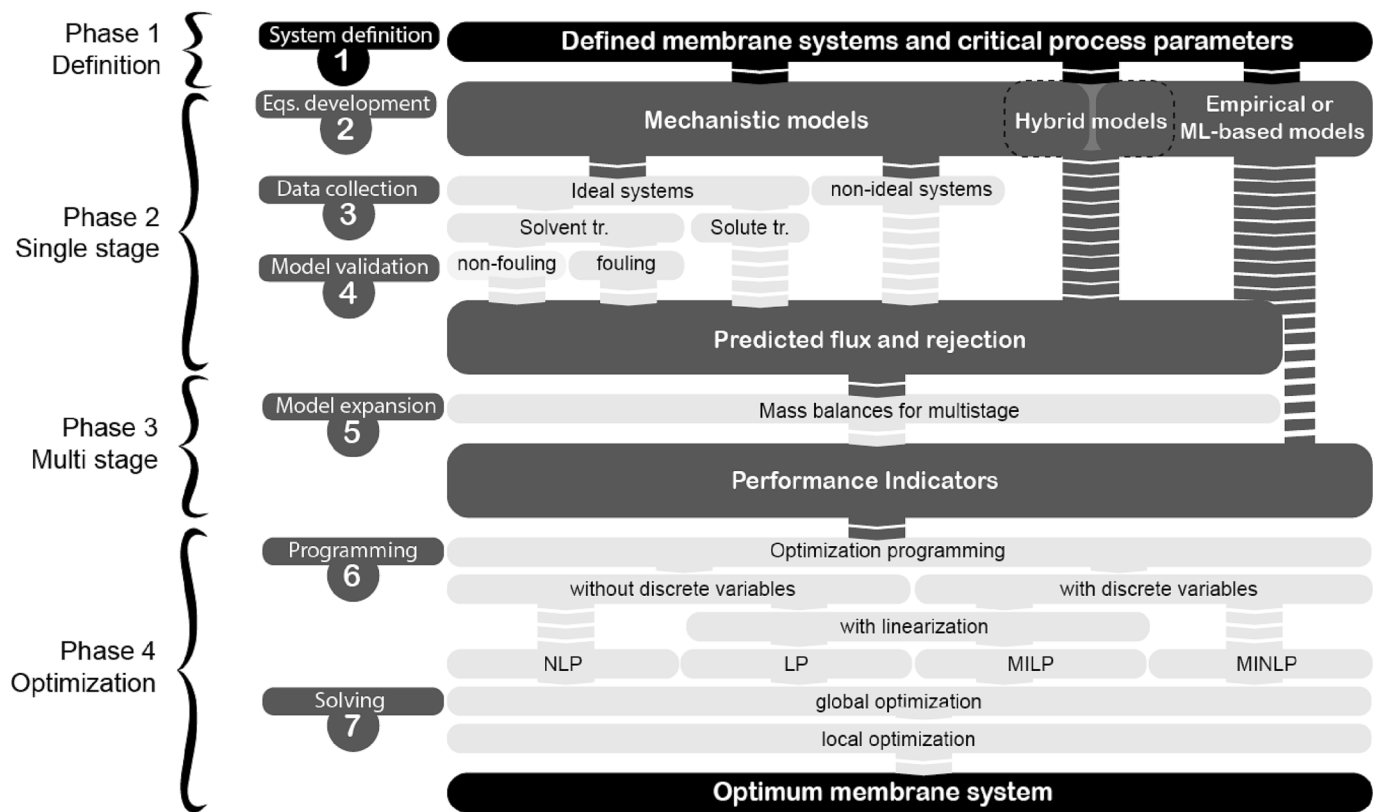 Phase 1
Definition
System definition
1
Defined membrane systems and critical process parameters
Phase 2
Single stage
Eqs. development
2
Mechanistic models
Hybrid models
Empirical or
ML-based models
Data collection
3
Ideal systems
non-ideal systems
Solvent tr.
Solute tr.
Model validation
4
non-fouling
fouling
Predicted flux and rejection
Phase 3
Multi stage
Model expansion
5
Mass balances for multistage
Performance Indicators
Phase 4
Optimization
Programming
6
Optimization programming
without discrete variables
with discrete variables
with linearization
NLP
LP
MILP
MINLP
Solving
7
global optimization
local optimization
Optimum membrane system